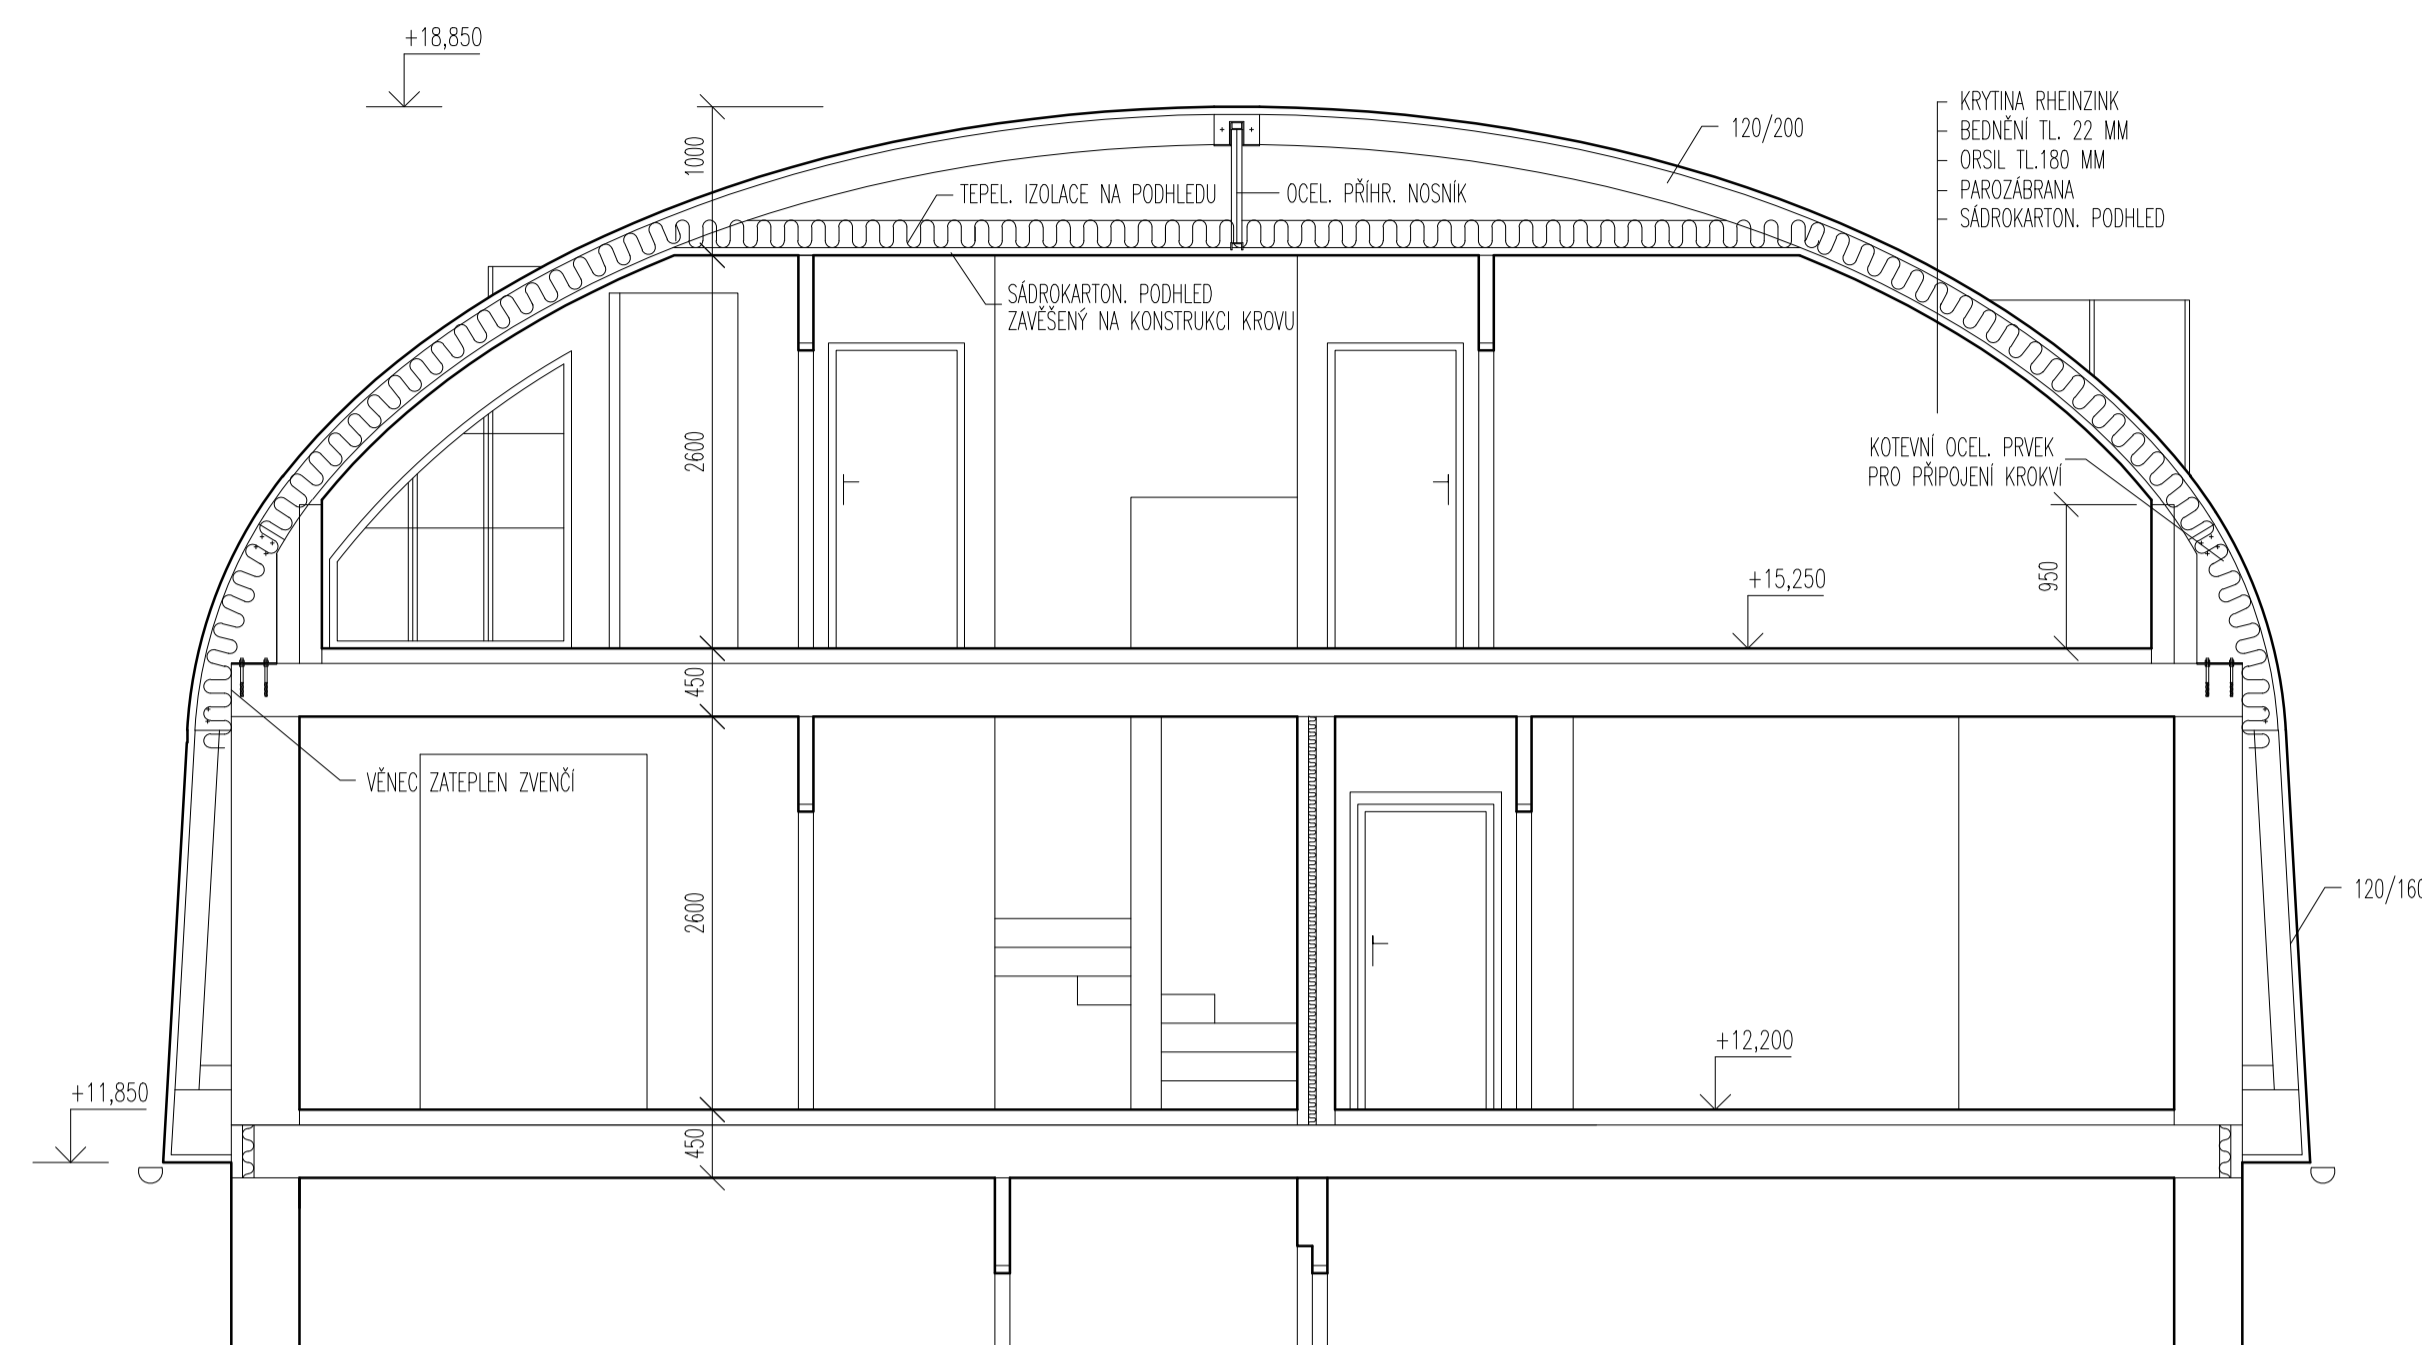 +18,850
KRYTINA RHEINZINK
BEDNĚNÍ TL. 22 MM
ORSIL TL.180 MM
PAROZÁBRANA
SÁDROKARTON. PODHLED
120/200
1000
TEPEL. IZOLACE NA PODHLEDU
OCEL. PŘÍHR. NOSNÍK
SÁDROKARTON. PODHLED
ZAVĚŠENÝ NA KONSTRUKCI KROVU
2600
KOTEVNÍ OCEL. PRVEK
PRO PŘIPOJENÍ KROKVÍ
+15,250
950
450
VĚNEC ZATEPLEN ZVENČÍ
2600
120/160
+12,200
+11,850
450